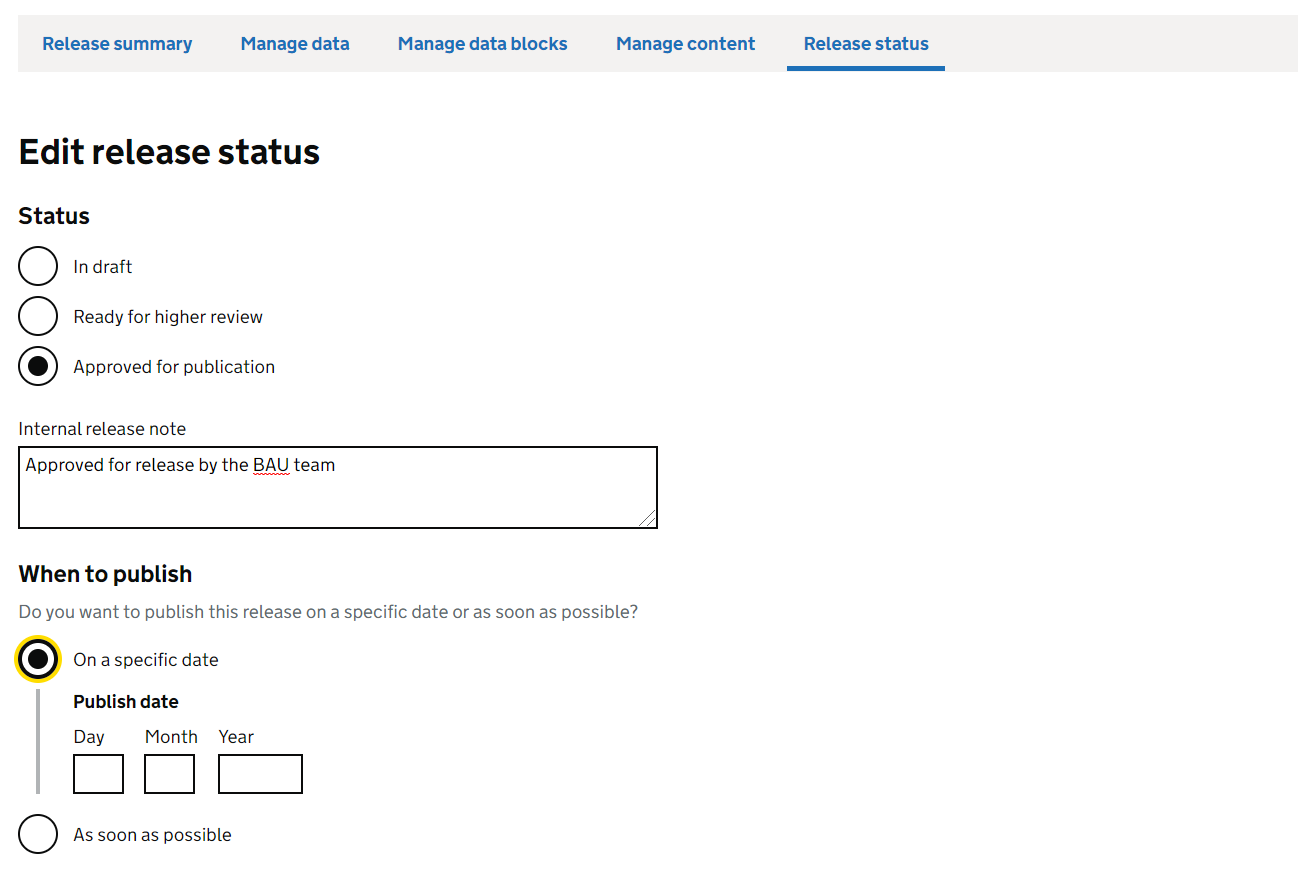 Release summary Manage data Manage data blocks Manage content Release status
Edit release status
Status
In draft
Ready for higher review
Approved for publication
Internal release note
Approved for release by the BAU team
When to publish
Do you want to publish this release on a specific date or as soon as possible?
On a specific date
Publish date
Day Month Year
As soon as possible